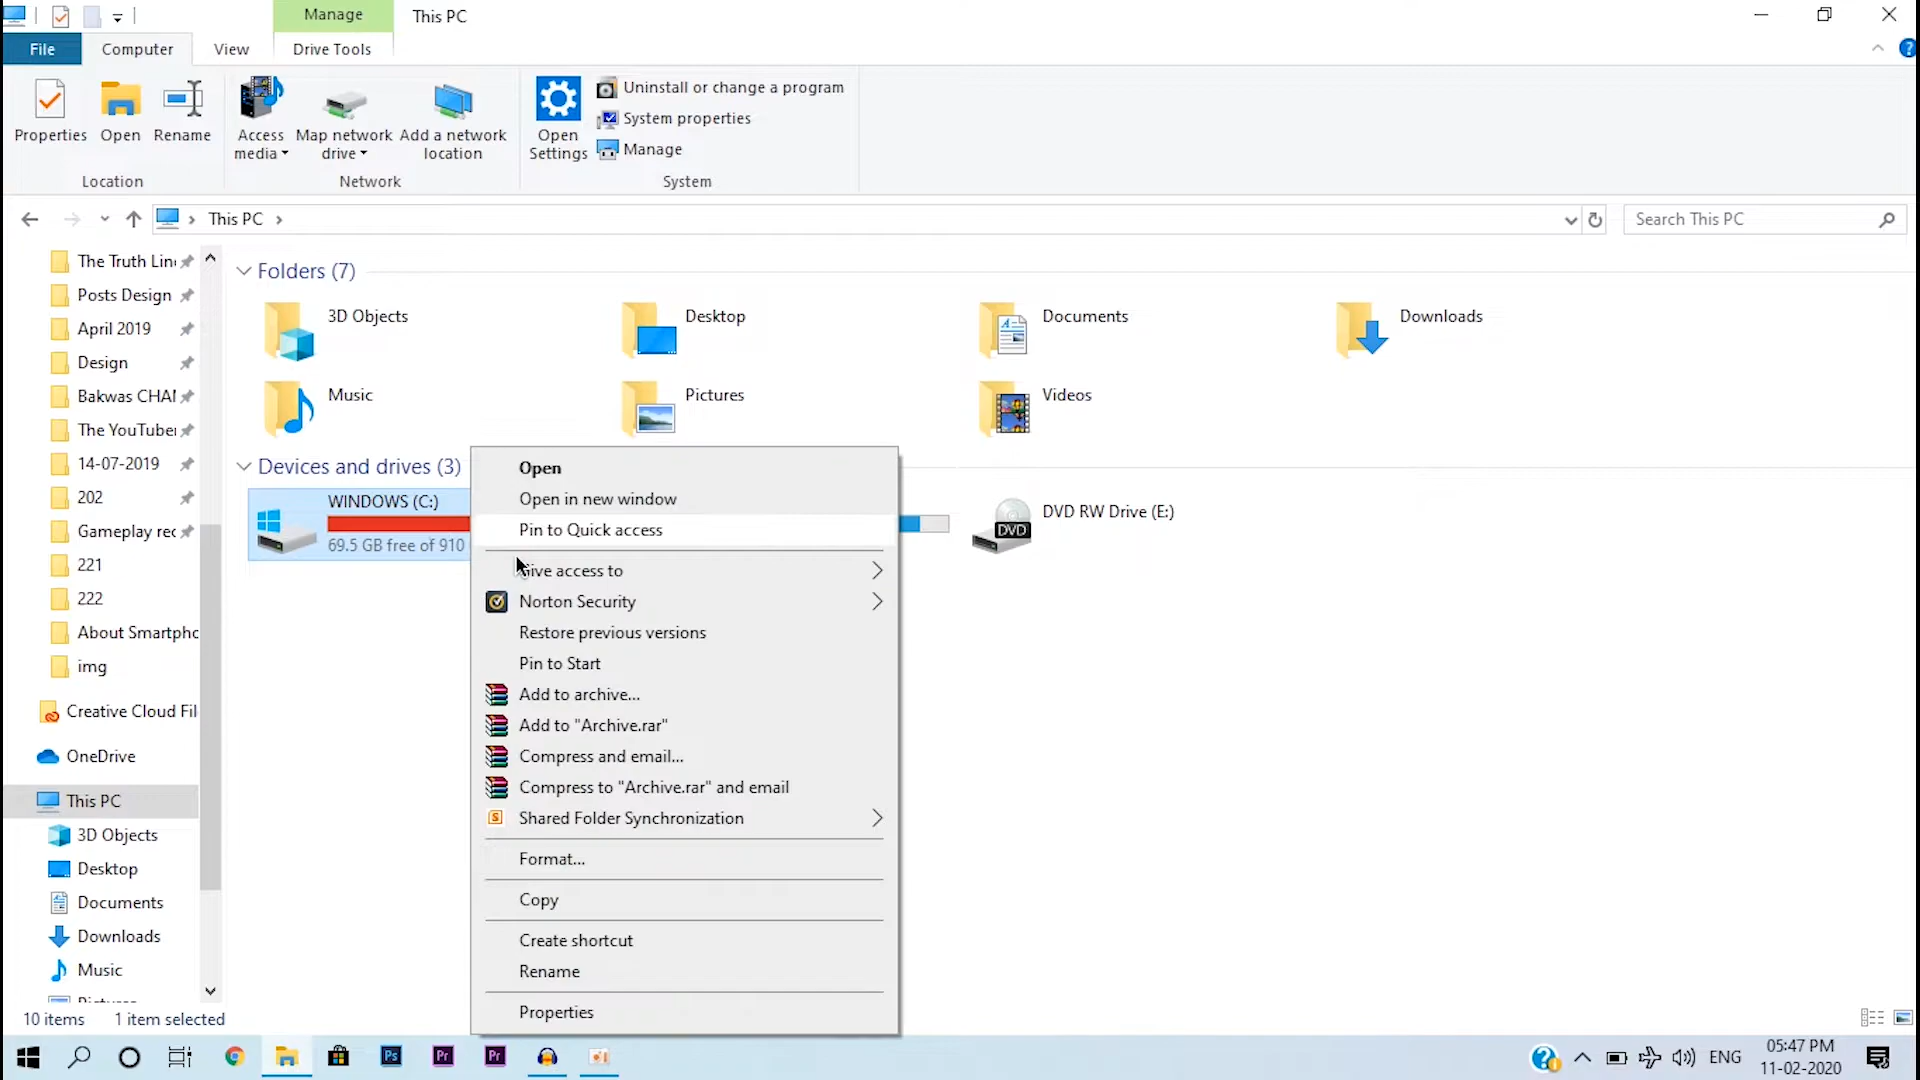 Manage
This PC
File
Computer
View
Drive Tools
Properties
Open
Rename
Access
media
Map network
drive
Add a network
location
Open
Settings
Uninstall or change a program
System properties
Manage
Location
Network
System
This PC
Search This PC
The Truth Lin
Posts Design
April 2019
Design
Bakwas CHA
The YouTube
14-07-2019
202
Gameplay rec
221
222
About Smartpho
img
Creative Cloud Fil
OneDrive
This PC
3D Objects
Desktop
Documents
Downloads
Music
Folders (7)
3D Objects
Desktop
Documents
Downloads
Music
Pictures
Videos
Devices and drives (3)
WINDOWS (C:)
69.5 GB free of 910
DVD RW Drive (E:)
DVD
Open
Open in new window
Pin to Quick access
Give access to
Norton Security
Restore previous versions
Pin to Start
Add to archive...
Add to "Archive.rar"
Compress and email...
Compress to "Archive.rar" and email
Shared Folder Synchronization
Format...
Copy
Create shortcut
Rename
Properties
10 items
1 item selected
Ps
Pr
Pr
ENG
05:47 PM
11-02-2020